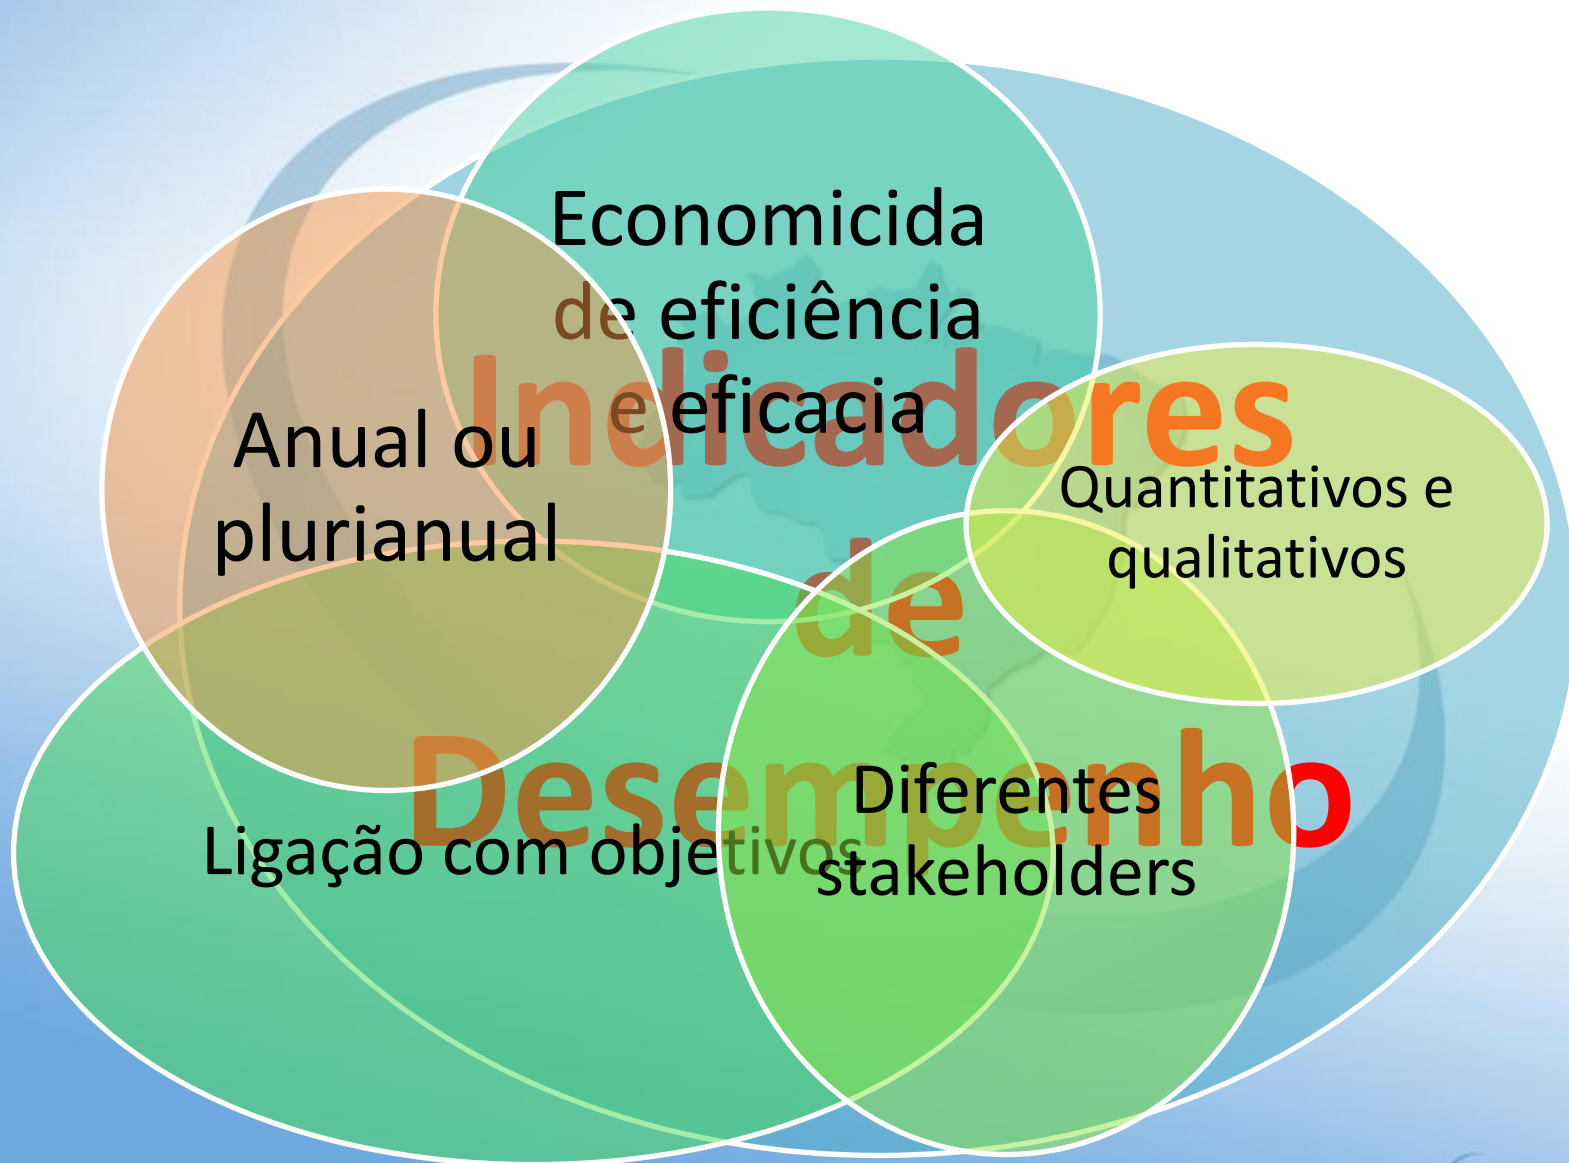 Economicida
de eficiência
e eficacia
Indicadores
de
Desempenho
Anual ou
plurianual
Quantitativos e
qualitativos
Ligação com objetivos
Diferentes
stakeholders